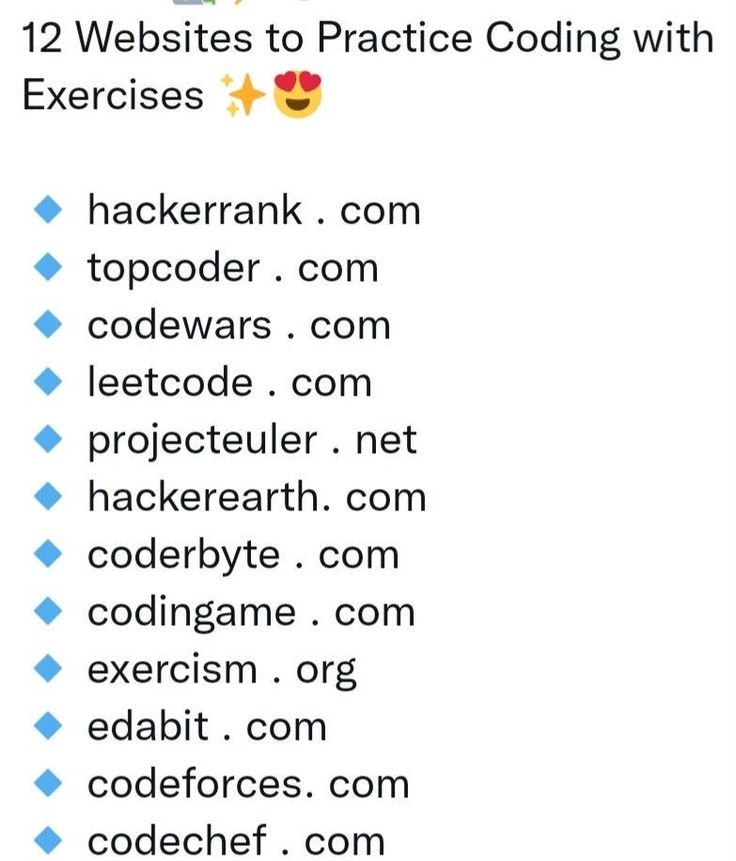 12 Websites to Practice Coding with
Exercises ✨😍
🔹 hackerrank . com
🔹 topcoder . com
🔹 codewars . com
🔹 leetcode . com
🔹 projecteuler . net
🔹 hackerearth. com
🔹 coderbyte . com
🔹 codingame . com
🔹 exercism . org
🔹 edabit . com
🔹 codeforces. com
🔹 codechef . com